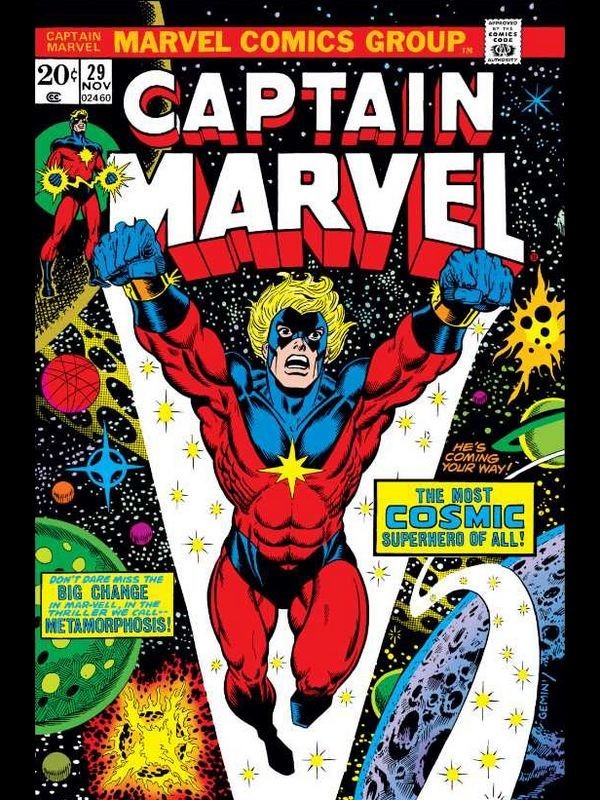 CAPTAIN
MARVEL
MARVEL COMICS GROUP
TM
APPROVED
BY THE
COMICS
CODE
AUTHORITY
20¢
29
NOV
02460
CC
CAPTAIN
MARVEL
HE'S
COMING
YOUR WAY!
THE MOST
COSMIC
SUPERHERO OF ALL!
DON'T DARE MISS THE
BIG CHANGE
IN MAR-VELL, IN THE
THRILLER WE CALL--
METAMORPHOSIS!
GEMINI